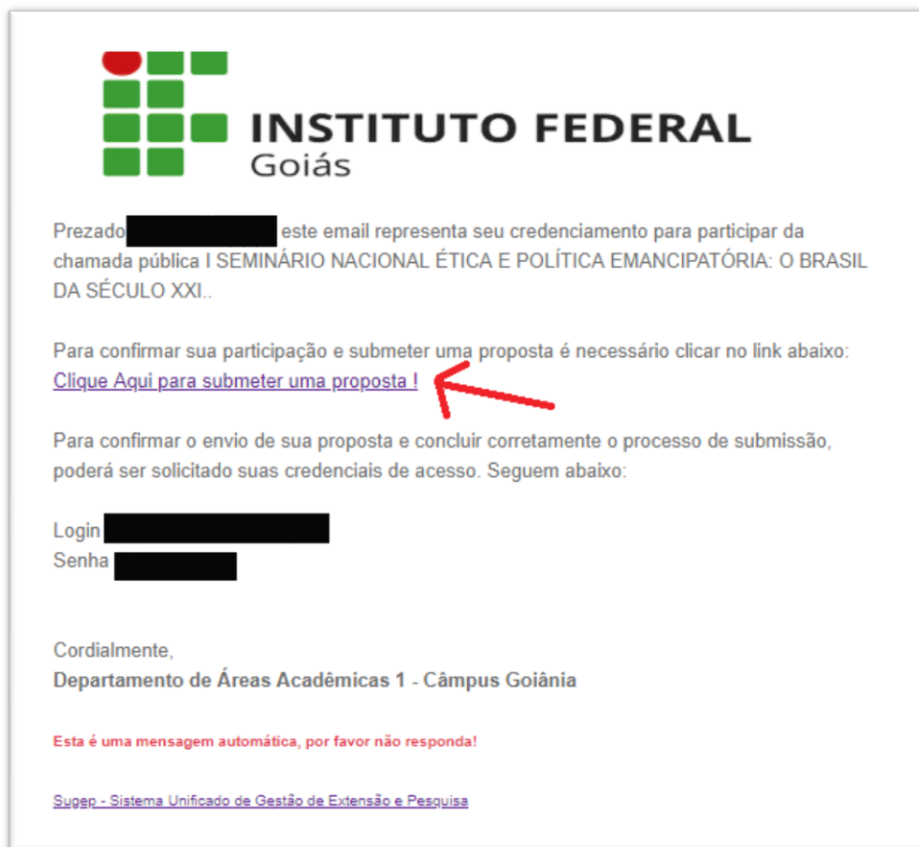 INSTITUTO FEDERAL
Goiás
Prezado este email representa seu credenciamento para participar da
chamada pública I SEMINÁRIO NACIONAL ÉTICA E POLÍTICA EMANCIPATÓRIA: O BRASIL
DA SÉCULO XXI..
Para confirmar sua participação e submeter uma proposta é necessário clicar no link abaixo:
Clique Aqui para submeter uma proposta !
Para confirmar o envio de sua proposta e concluir corretamente o processo de submissão,
poderá ser solicitado suas credenciais de acesso. Seguem abaixo:
Login
Senha
Cordialmente,
Departamento de Áreas Acadêmicas 1 - Câmpus Goiânia
Esta é uma mensagem automática, por favor não responda!
Sugep - Sistema Unificado de Gestão de Extensão e Pesquisa